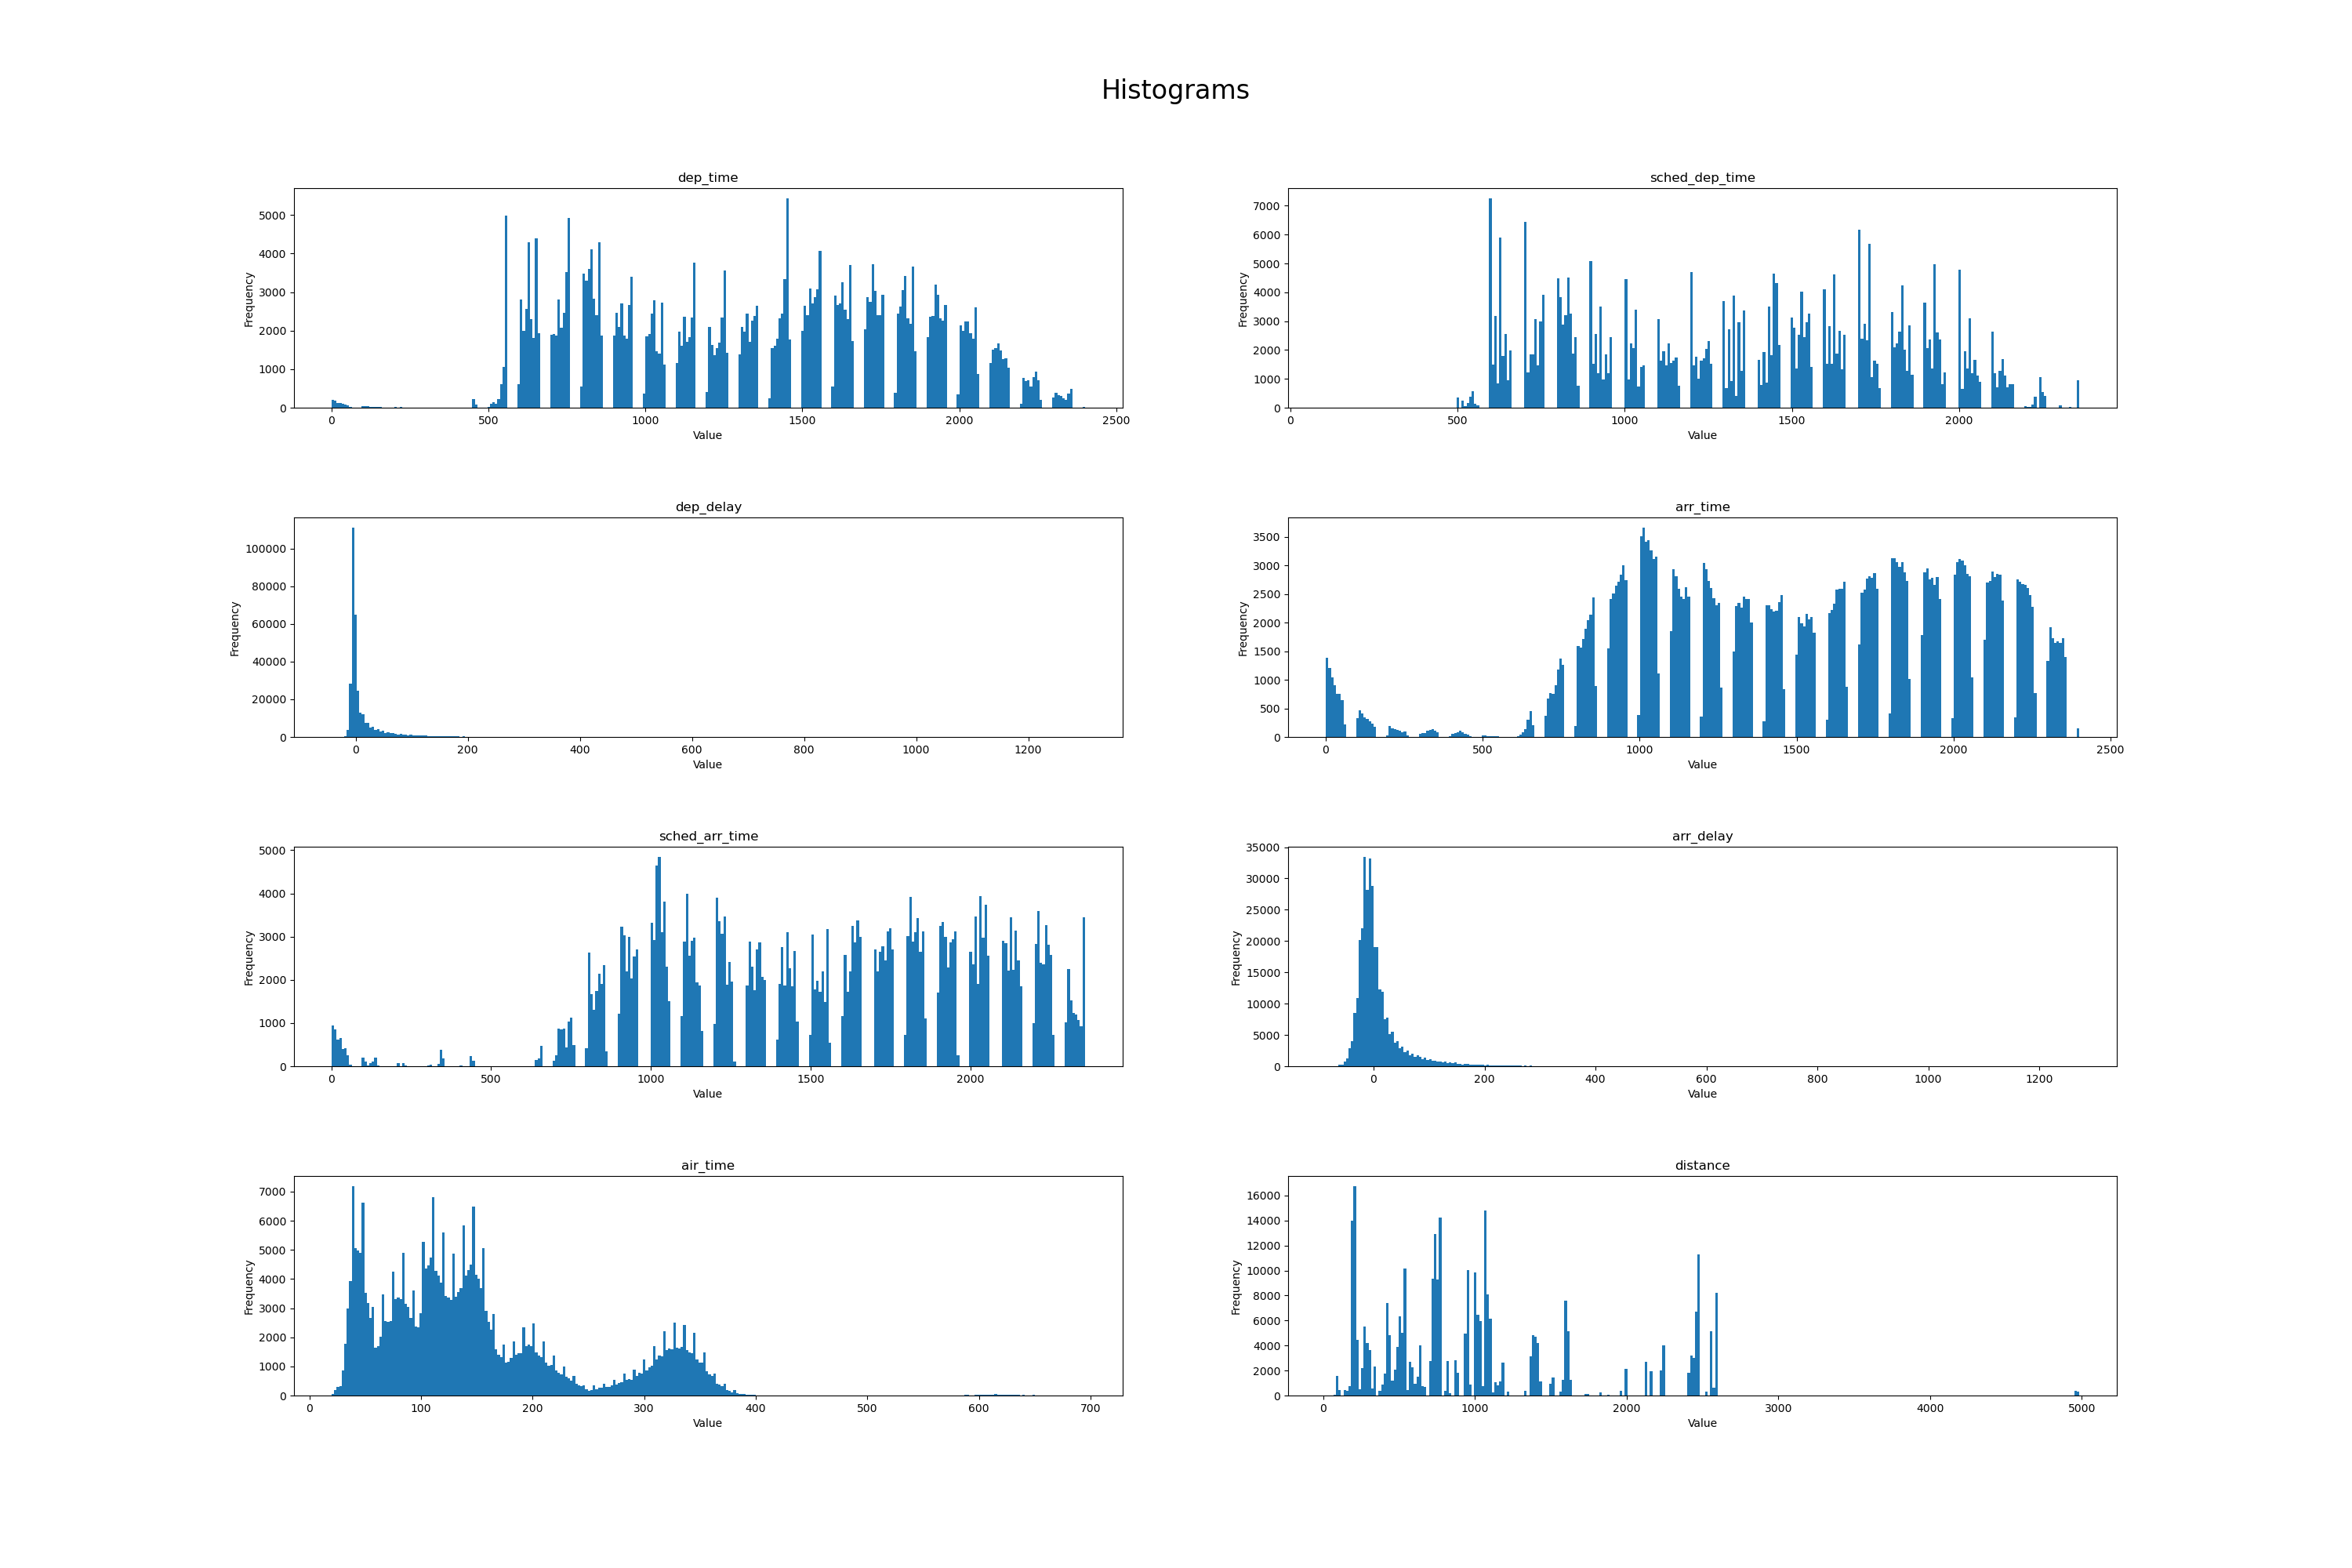 Histograms
dep_time
5000
4000
3000
2000
1000
0
Frequency
0 500 1000 1500 2000 2500
Value
sched_dep_time
7000
6000
5000
4000
3000
2000
1000
0
Frequency
0 500 1000 1500 2000
Value
dep_delay
100000
80000
60000
40000
20000
0
Frequency
0 200 400 600 800 1000 1200
Value
arr_time
3500
3000
2500
2000
1500
1000
500
0
Frequency
0 500 1000 1500 2000 2500
Value
sched_arr_time
5000
4000
3000
2000
1000
0
Frequency
0 500 1000 1500 2000
Value
arr_delay
35000
30000
25000
20000
15000
10000
5000
0
Frequency
0 200 400 600 800 1000 1200
Value
air_time
7000
6000
5000
4000
3000
2000
1000
0
Frequency
0 100 200 300 400 500 600 700
Value
distance
16000
14000
12000
10000
8000
6000
4000
2000
0
Frequency
0 1000 2000 3000 4000 5000
Value